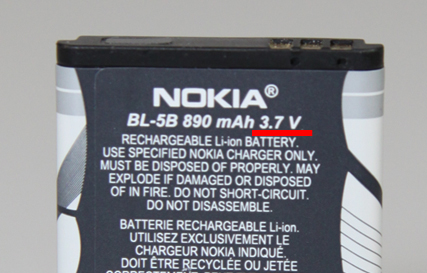 NOKIA®
BL-5B 890 mAh 3.7 V
RECHARGEABLE Li-ion BATTERY.
USE SPECIFIED NOKIA CHARGER ONLY.
MUST BE DISPOSED OF PROPERLY. MAY
EXPLODE IF DAMAGED OR DISPOSED
OF IN FIRE. DO NOT SHORT-CIRCUIT.
DO NOT DISASSEMBLE.
BATTERIE RECHARGEABLE Li-ion.
UTILISEZ EXCLUSIVEMENT LE
CHARGEUR NOKIA INDIQUÉ.
DOIT ÊTRE RECYCLÉE OU